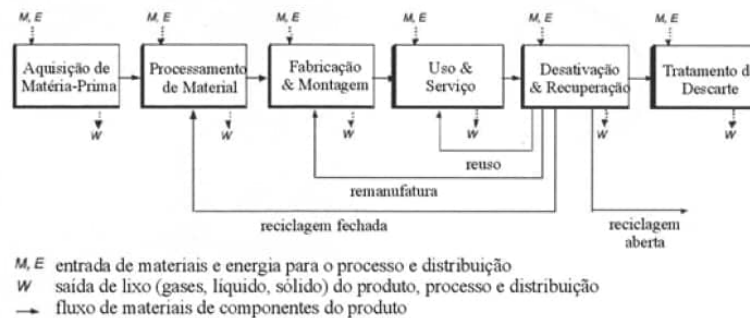 M, E M, E M, E M, E M, E M, E
Aquisição de Matéria-Prima
Processamento de Material
Fabricação & Montagem
Uso & Serviço
Desativação & Recuperação
Tratamento d
Descarte
W W W W W W
reuso
remanufatura
reciclagem fechada
reciclagem aberta
M, E entrada de materiais e energia para o processo e distribuição
W saída de lixo (gases, líquido, sólido) do produto, processo e distribuição
fluxo de materiais de componentes do produto